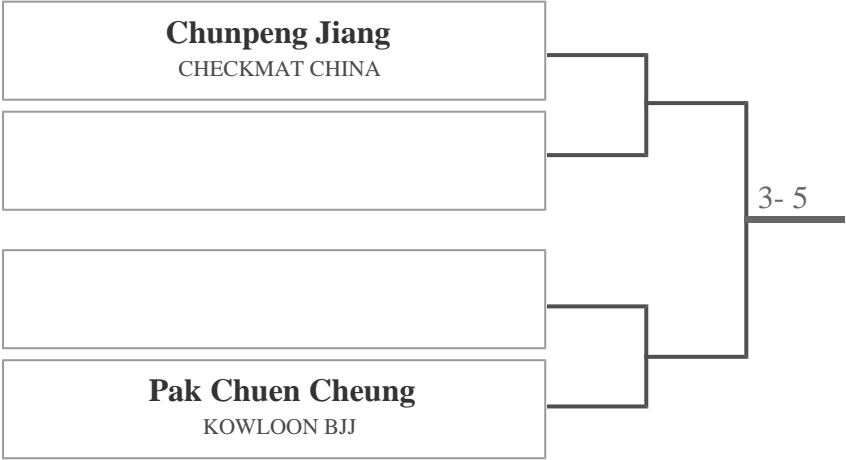 Chunpeng Jiang
CHECKMAT CHINA
3- 5
Pak Chuen Cheung
KOWLOON BJJ